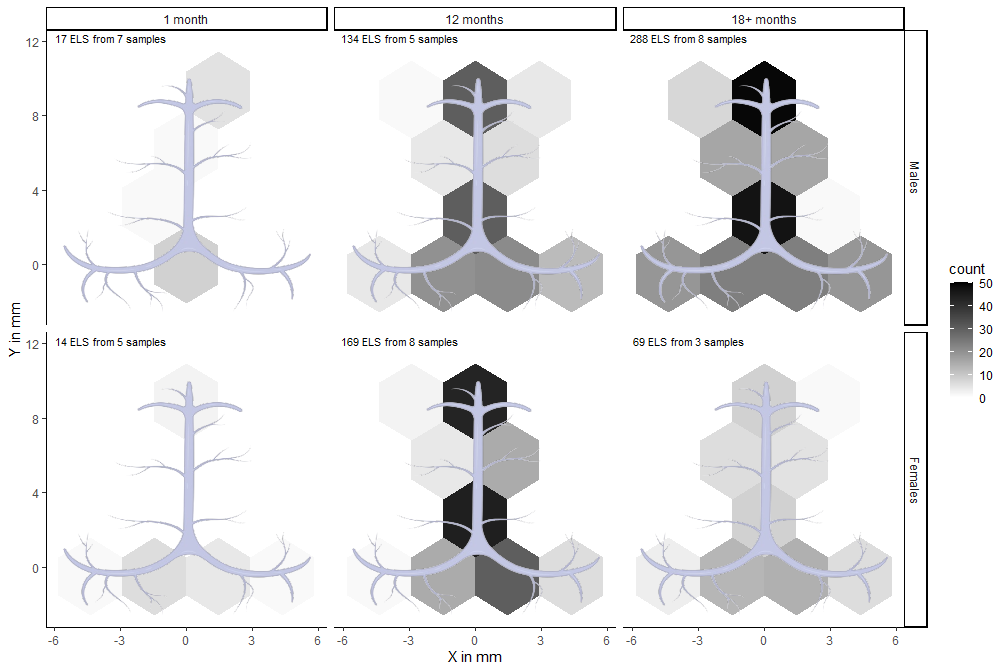 1 month
12 months
18+ months
17 ELS from 7 samples
134 ELS from 5 samples
288 ELS from 8 samples
12
8
4
0
Males
14 ELS from 5 samples
169 ELS from 8 samples
69 ELS from 3 samples
12
8
4
0
Females
Y in mm
-6 -3 0 3 6
-6 -3 0 3 6
-6 -3 0 3 6
X in mm
count
50
40
30
20
10
0